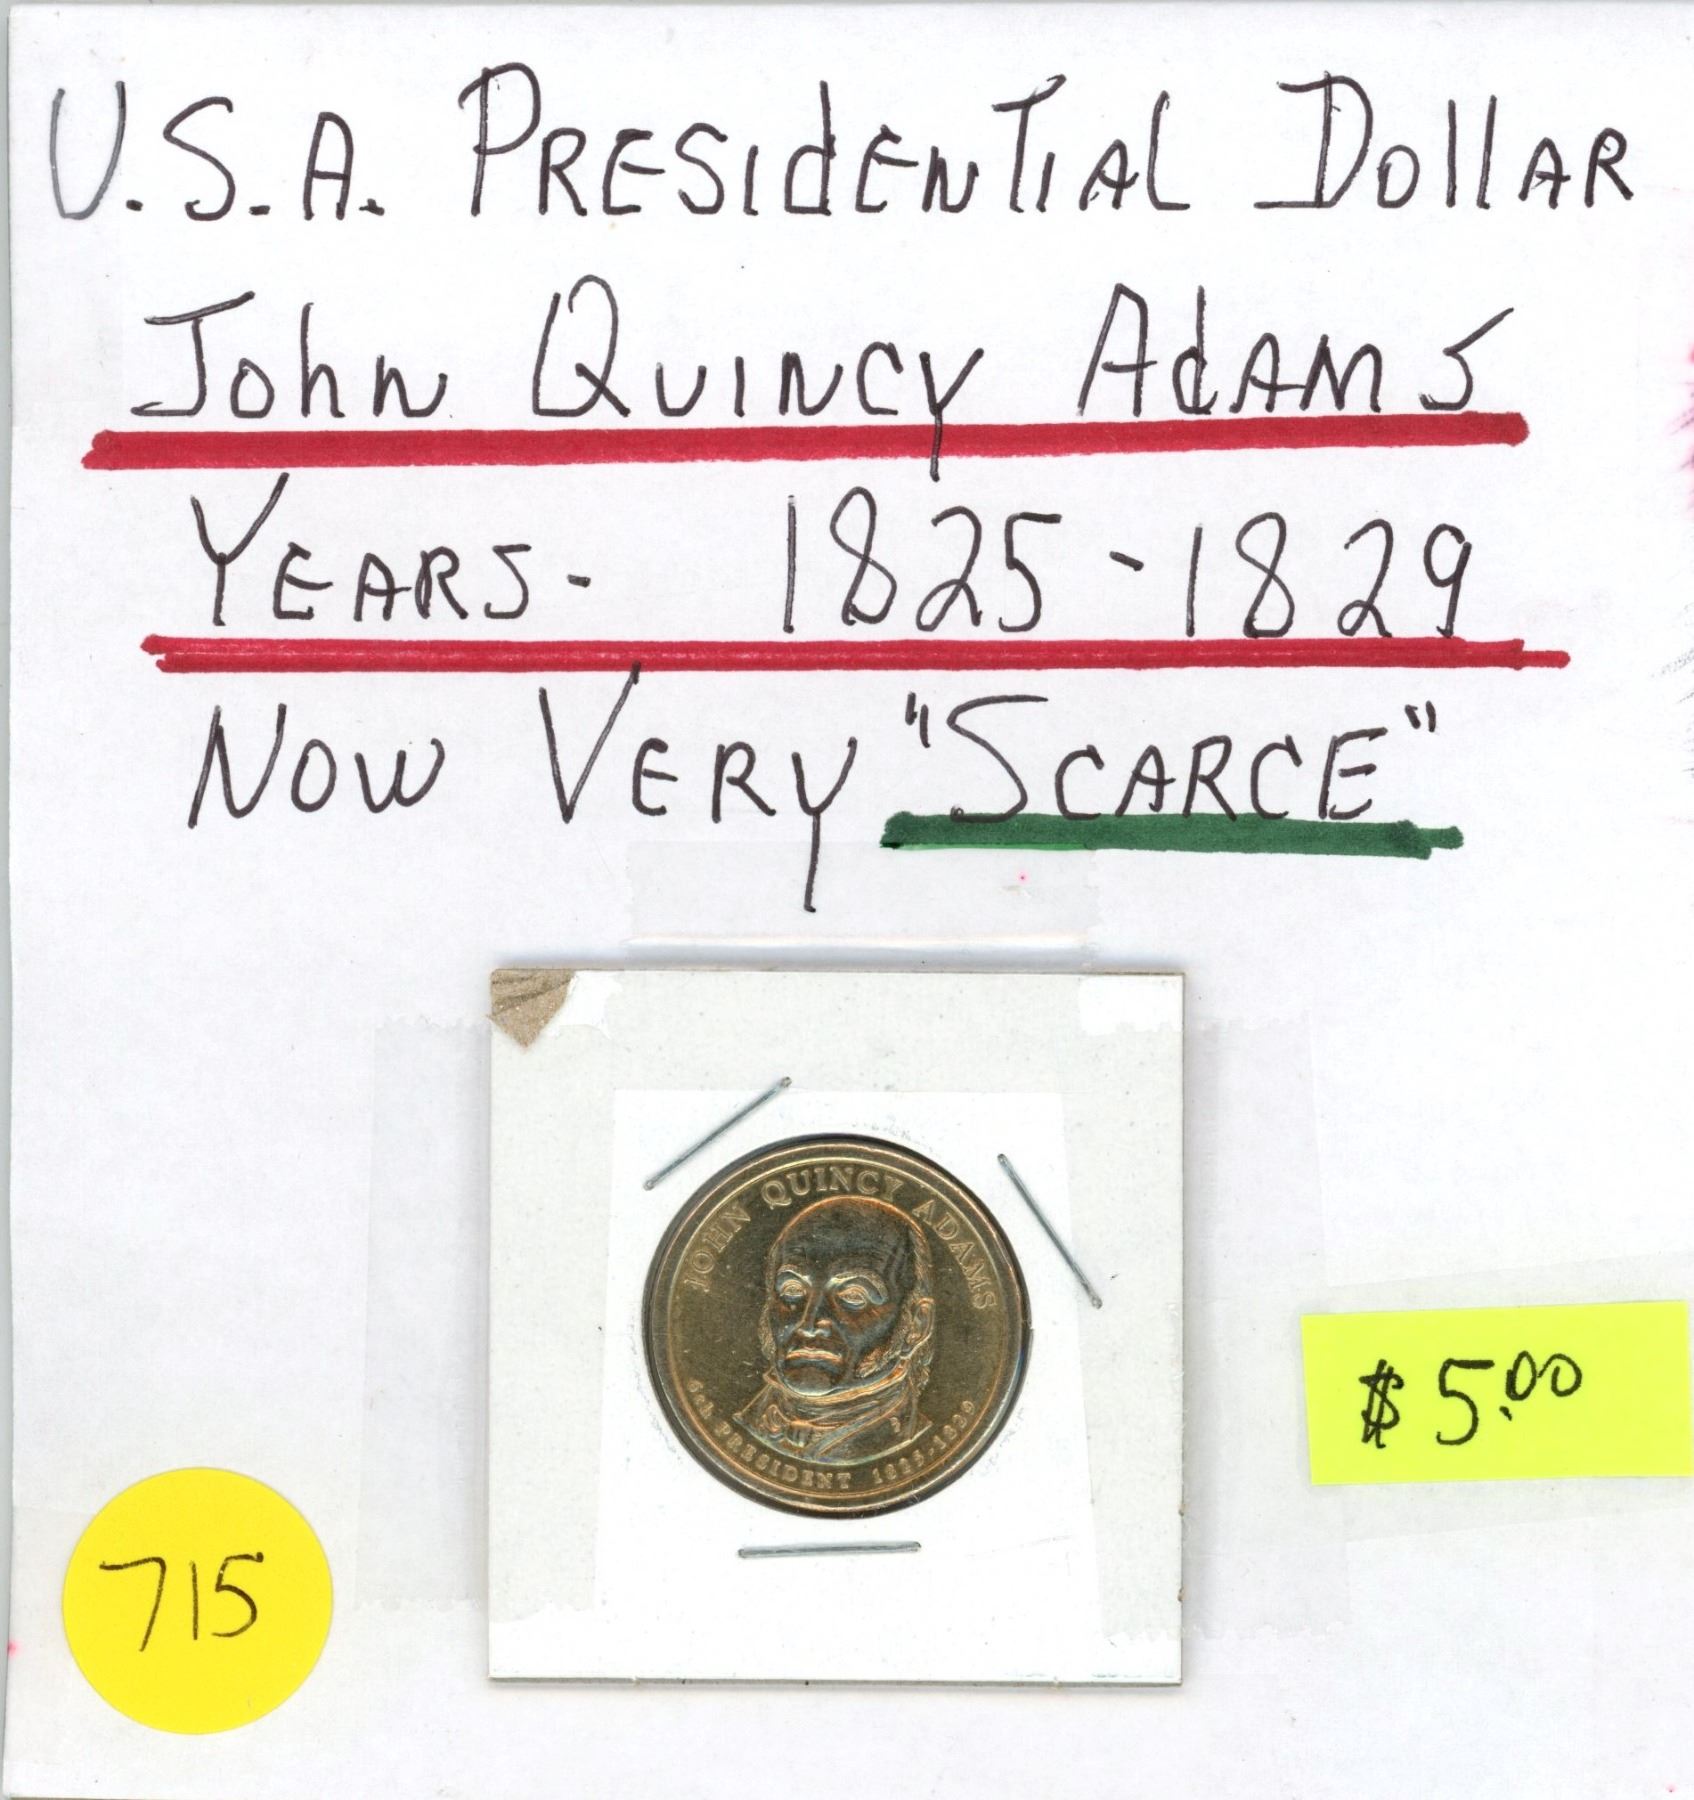 U.S.A. PRESIdENTIAL DollAR
John QUINCY AdAMS
YEARS- 1825-1829
NOW VERY "SCARCE"
JOHN QUINCY ADAMS
6th PRESIDENT 1825-1829
$5.00
715